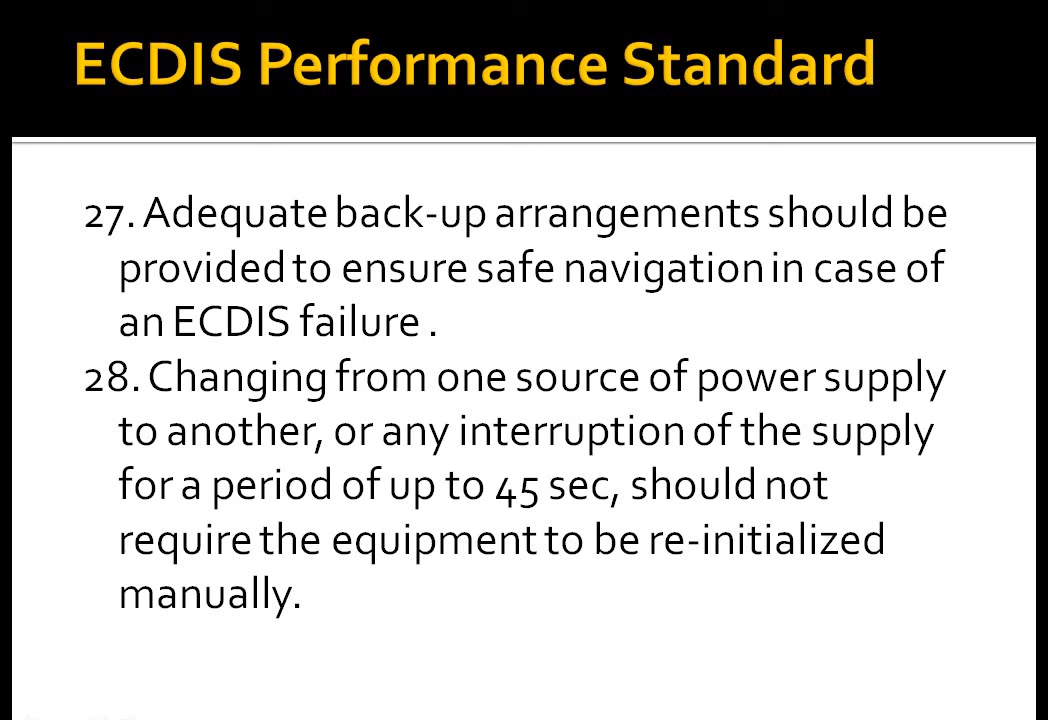 ECDIS Performance Standard
27. Adequate back-up arrangements should be
provided to ensure safe navigation in case of
an ECDIS failure .
28. Changing from one source of power supply
to another, or any interruption of the supply
for a period of up to 45 sec, should not
require the equipment to be re-initialized
manually.